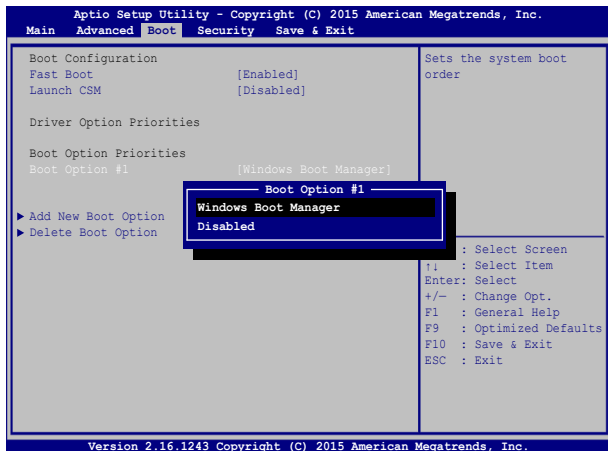 Aptio Setup Utility - Copyright (C) 2015 American Megatrends, Inc.
Main Advanced Boot Security Save & Exit
Boot Configuration
Fast Boot [Enabled]
Launch CSM [Disabled]
Driver Option Priorities
Boot Option Priorities
Boot Option #1 [Windows Boot Manager]
Add New Boot Option
Delete Boot Option
Boot Option #1
Windows Boot Manager
Disabled
Sets the system boot
order
: Select Screen
↑↓ : Select Item
Enter: Select
+/— : Change Opt.
F1 : General Help
F9 : Optimized Defaults
F10 : Save & Exit
ESC : Exit
Version 2.16.1243 Copyright (C) 2015 American Megatrends, Inc.